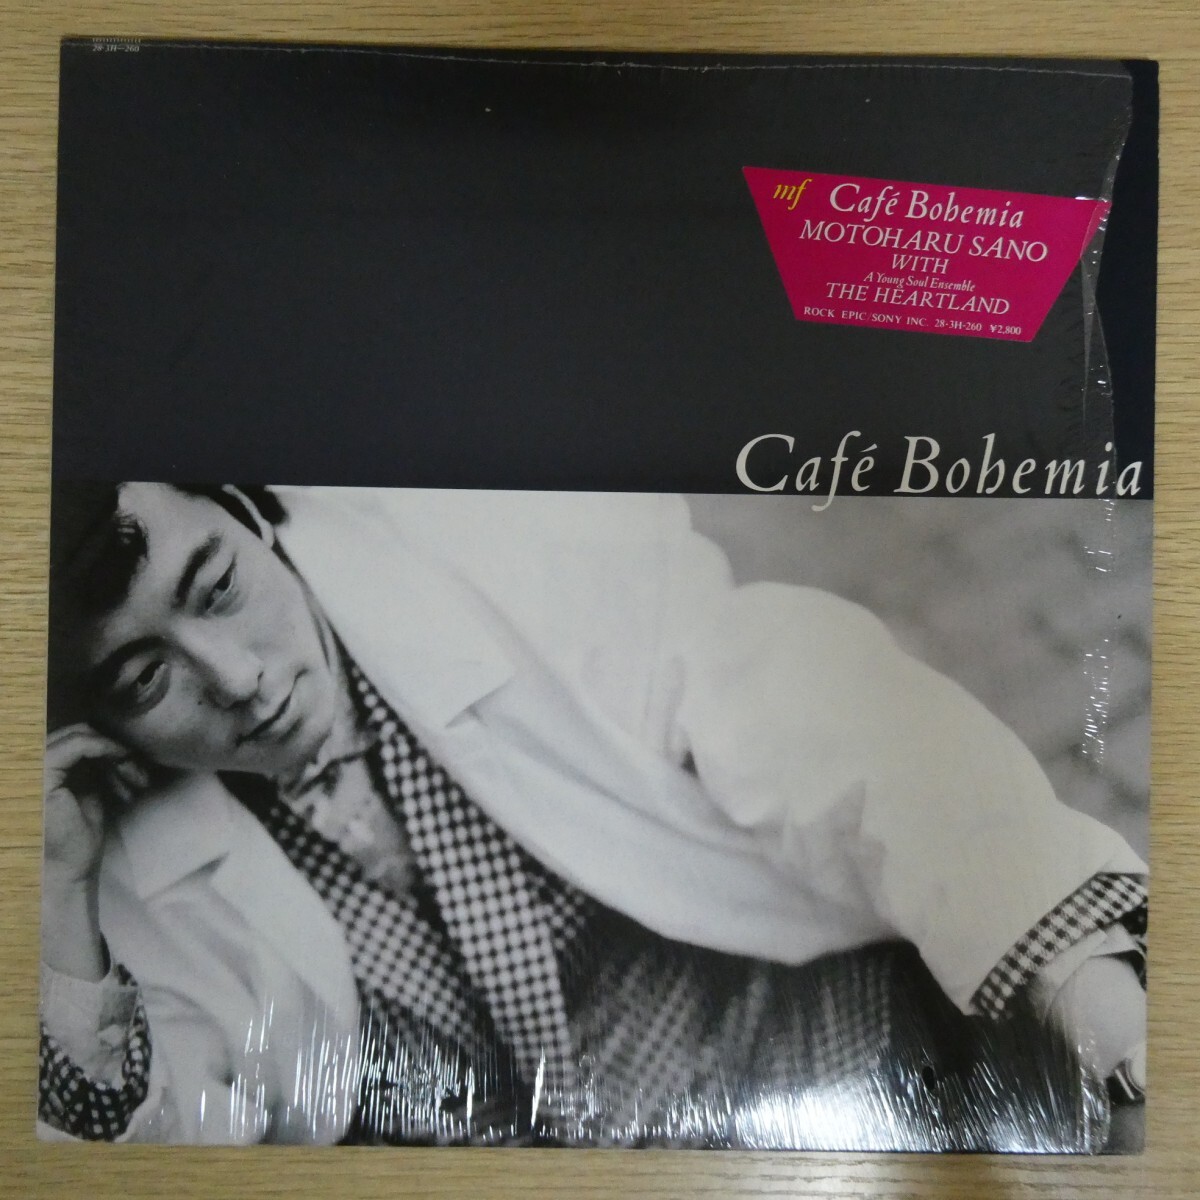 28·3H—260
mf Café Bohemia
MOTOHARU SANO
WITH
A Young Soul Ensemble
THE HEARTLAND
ROCK EPIC/SONY INC. 28-3H-260 ¥2,800
Café Bohemia